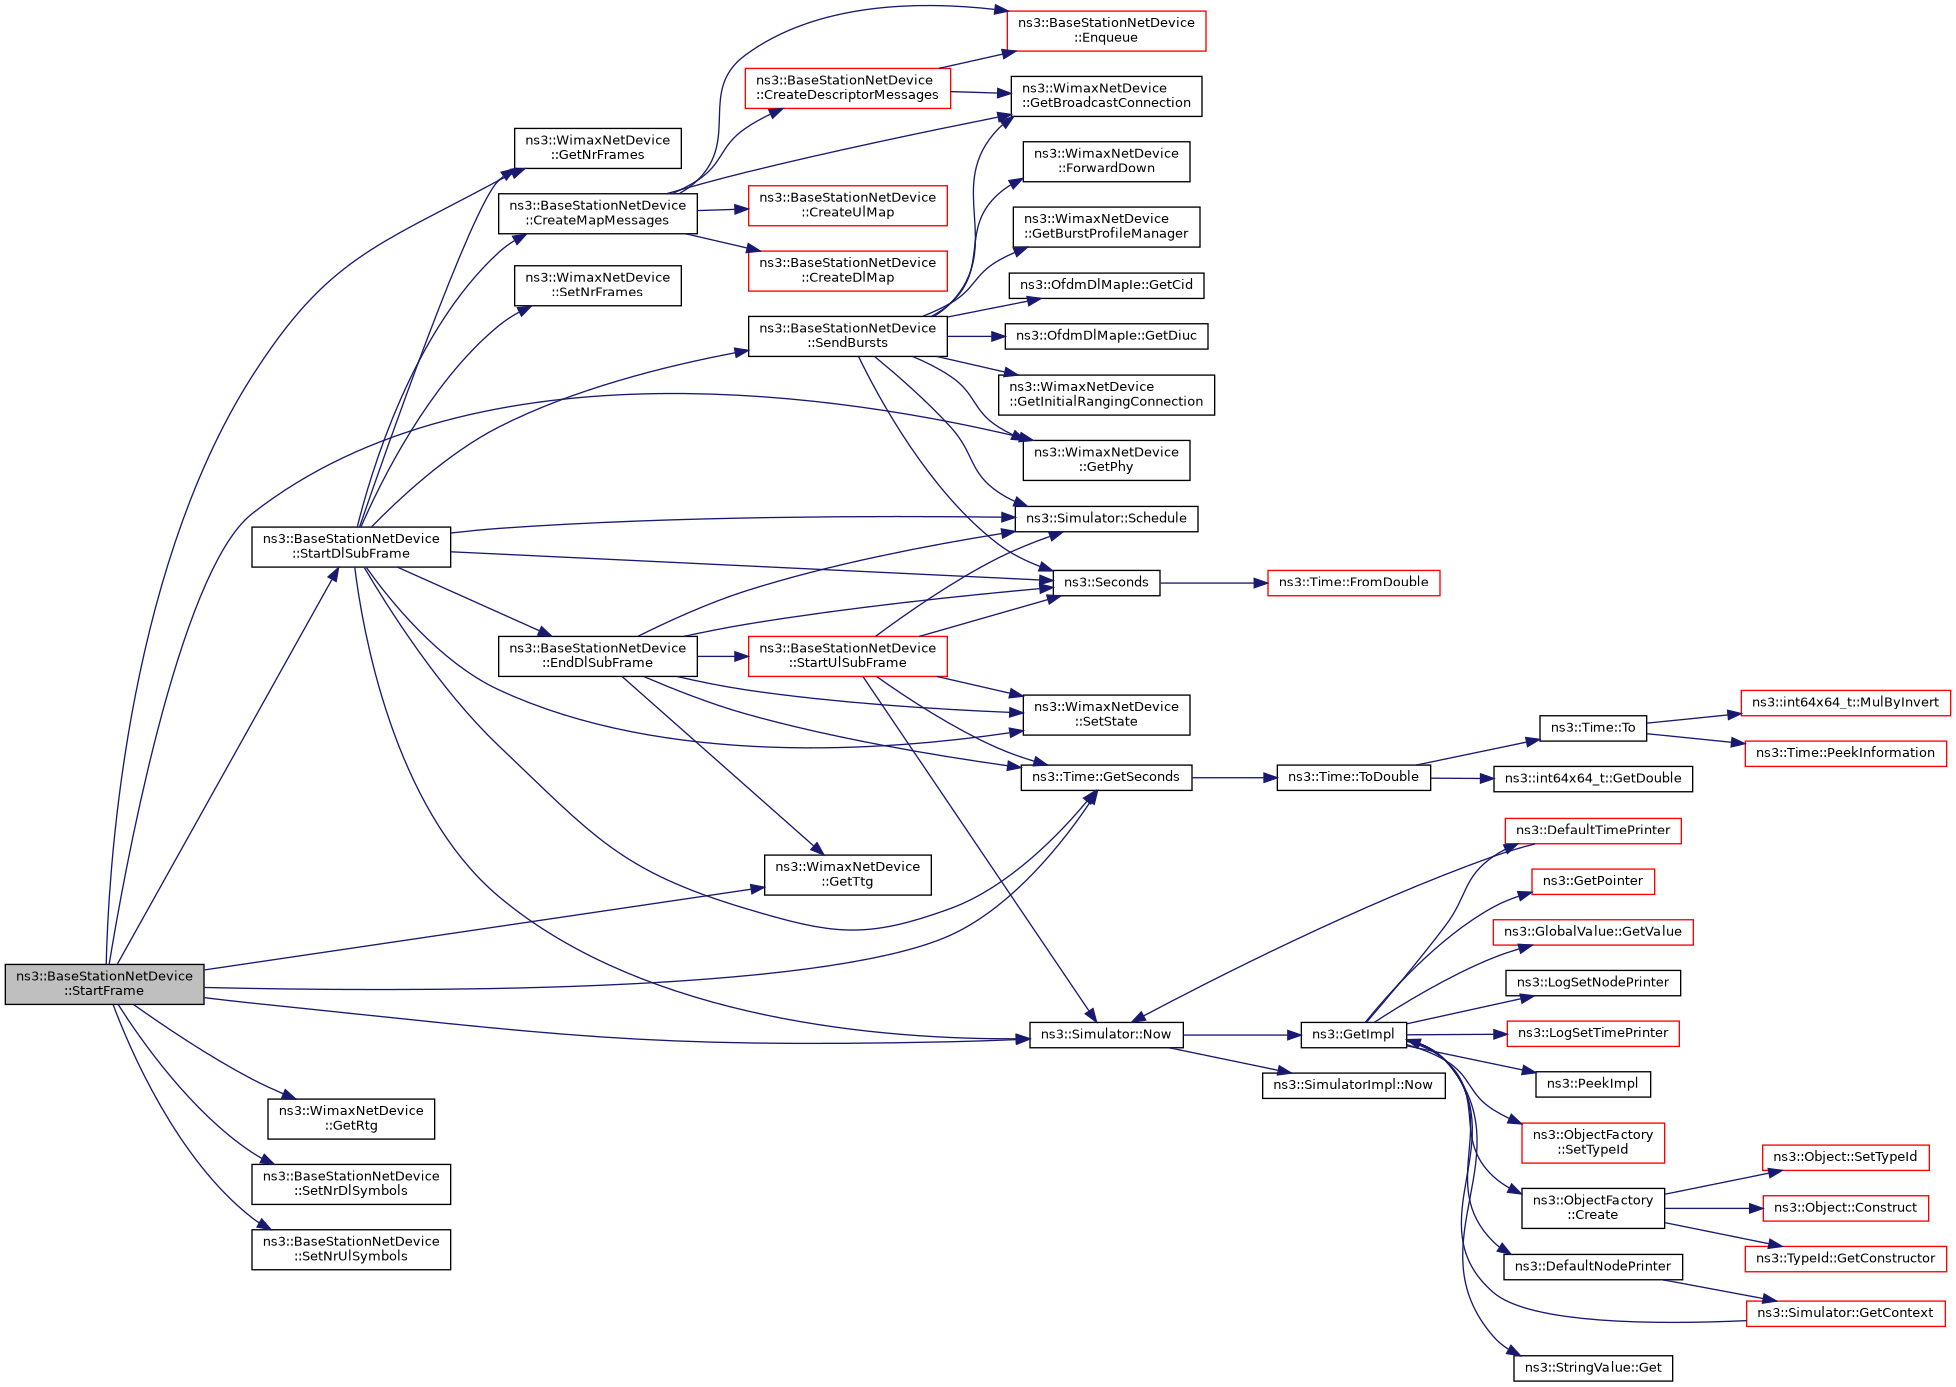 ns3::BaseStationNetDevice
::StartFrame
ns3::WimaxNetDevice
::GetNrFrames
ns3::BaseStationNetDevice
::StartDlSubFrame
ns3::BaseStationNetDevice
::CreateMapMessages
ns3::WimaxNetDevice
::SetNrFrames
ns3::BaseStationNetDevice
::EndDlSubFrame
ns3::WimaxNetDevice
::GetRtg
ns3::BaseStationNetDevice
::SetNrDlSymbols
ns3::BaseStationNetDevice
::SetNrUlSymbols
ns3::BaseStationNetDevice
::CreateDescriptorMessages
ns3::BaseStationNetDevice
::CreateUlMap
ns3::BaseStationNetDevice
::CreateDlMap
ns3::BaseStationNetDevice
::SendBursts
ns3::BaseStationNetDevice
::StartUlSubFrame
ns3::WimaxNetDevice
::GetTtg
ns3::BaseStationNetDevice
::Enqueue
ns3::WimaxNetDevice
::GetBroadcastConnection
ns3::WimaxNetDevice
::ForwardDown
ns3::WimaxNetDevice
::GetBurstProfileManager
ns3::OfdmDlMapIe::GetCid
ns3::OfdmDlMapIe::GetDiuc
ns3::WimaxNetDevice
::GetInitialRangingConnection
ns3::WimaxNetDevice
::GetPhy
ns3::Simulator::Schedule
ns3::Seconds
ns3::WimaxNetDevice
::SetState
ns3::Time::GetSeconds
ns3::Simulator::Now
ns3::Time::FromDouble
ns3::Time::ToDouble
ns3::GetImpl
ns3::SimulatorImpl::Now
ns3::Time::To
ns3::int64x64_t::GetDouble
ns3::DefaultTimePrinter
ns3::GetPointer
ns3::GlobalValue::GetValue
ns3::LogSetNodePrinter
ns3::LogSetTimePrinter
ns3::PeekImpl
ns3::ObjectFactory
::SetTypeId
ns3::ObjectFactory
::Create
ns3::DefaultNodePrinter
ns3::StringValue::Get
ns3::int64x64_t::MulByInvert
ns3::Time::PeekInformation
ns3::Object::SetTypeId
ns3::Object::Construct
ns3::TypeId::GetConstructor
ns3::Simulator::GetContext